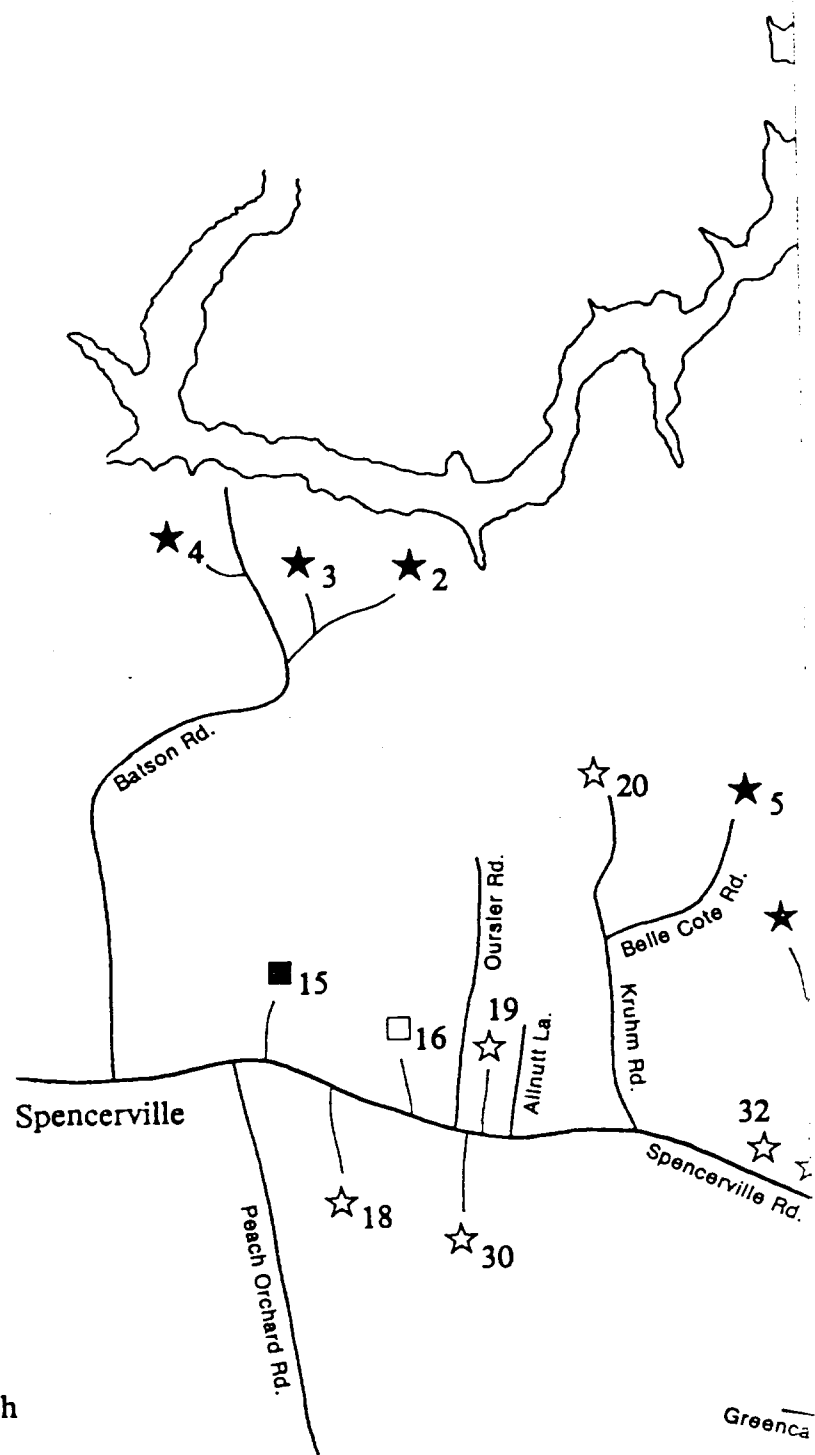 4
3
2
Batson Rd.
20
5
Oursler Rd.
Belle Cote Rd.
15
19
16
Allnutt La.
Kruhm Rd.
Spencerville
32
Spencerville Rd.
18
30
Peach Orchard Rd.
h
Greenca